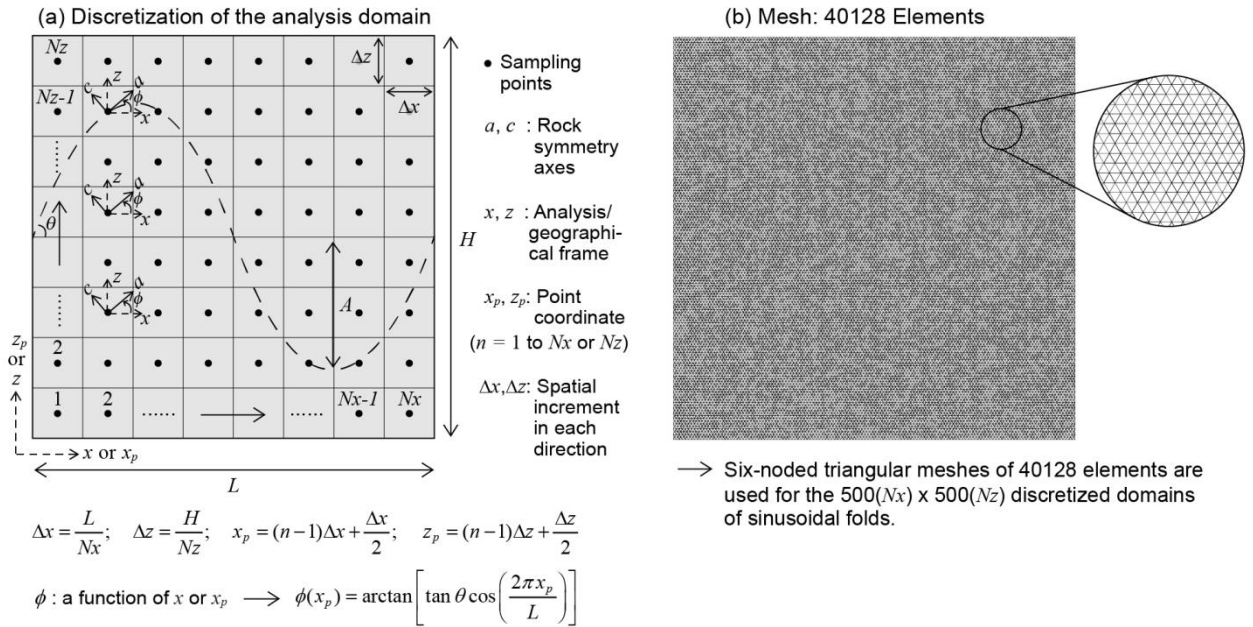 (a) Discretization of the analysis domain
Nz
Δz
Nz-1
Δx
z
a
c
ϕ
x
z
a
c
ϕ
x
θ
z
a
c
ϕ
x
A
H
2
1
2
......
......
Nx-1
Nx
z_p
or
z
x or x_p
L
• Sampling
points
a, c : Rock
symmetry
axes
x, z : Analysis/
geographi-
cal frame
x_p, z_p: Point
coordinate
(n = 1 to Nx or Nz)
Δx,Δz: Spatial
increment
in each
direction
Δx = L/Nx; Δz = H/Nz; x_p = (n−1)Δx + Δx/2; z_p = (n−1)Δz + Δz/2
ϕ : a function of x or x_p → ϕ(x_p) = arctan[tan θ cos(2πx_p/L)]
(b) Mesh: 40128 Elements
→ Six-noded triangular meshes of 40128 elements are
used for the 500(Nx) x 500(Nz) discretized domains
of sinusoidal folds.